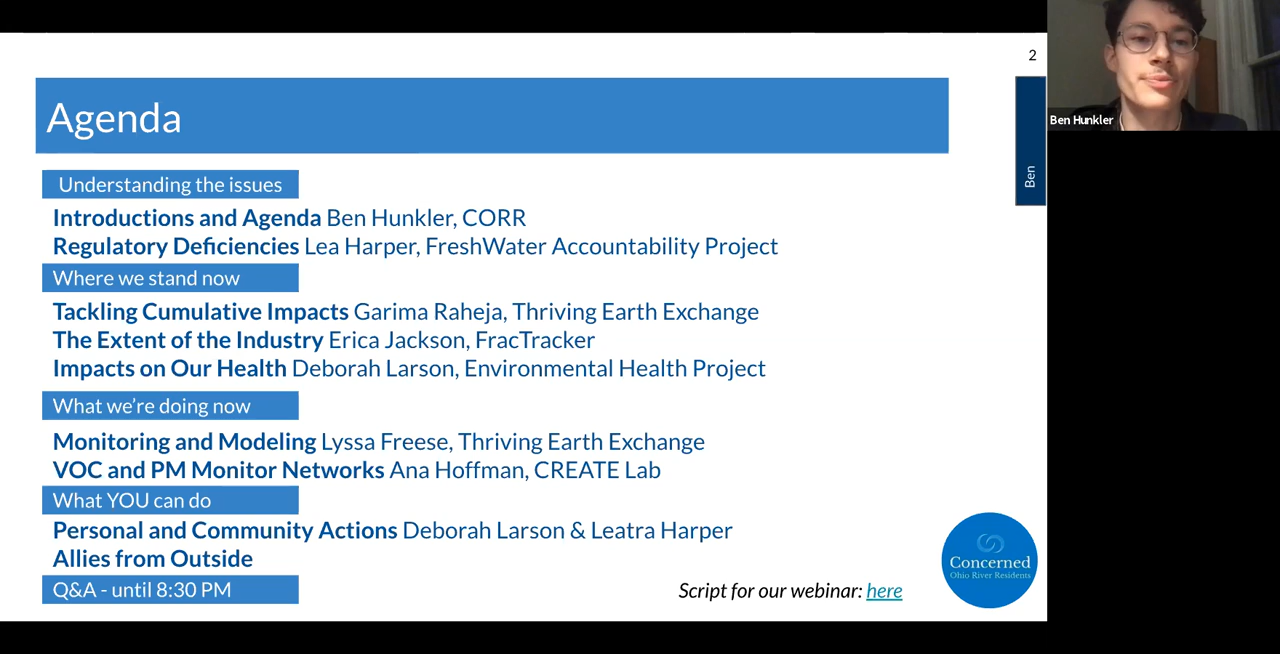 2
Agenda
Ben
Ben Hunkler
Understanding the issues
Introductions and Agenda Ben Hunkler, CORR
Regulatory Deficiencies Lea Harper, FreshWater Accountability Project
Where we stand now
Tackling Cumulative Impacts Garima Raheja, Thriving Earth Exchange
The Extent of the Industry Erica Jackson, FracTracker
Impacts on Our Health Deborah Larson, Environmental Health Project
What we're doing now
Monitoring and Modeling Lyssa Freese, Thriving Earth Exchange
VOC and PM Monitor Networks Ana Hoffman, CREATE Lab
What YOU can do
Personal and Community Actions Deborah Larson & Leatra Harper
Allies from Outside
Q&A - until 8:30 PM
Script for our webinar: here
Concerned
Ohio River Residents